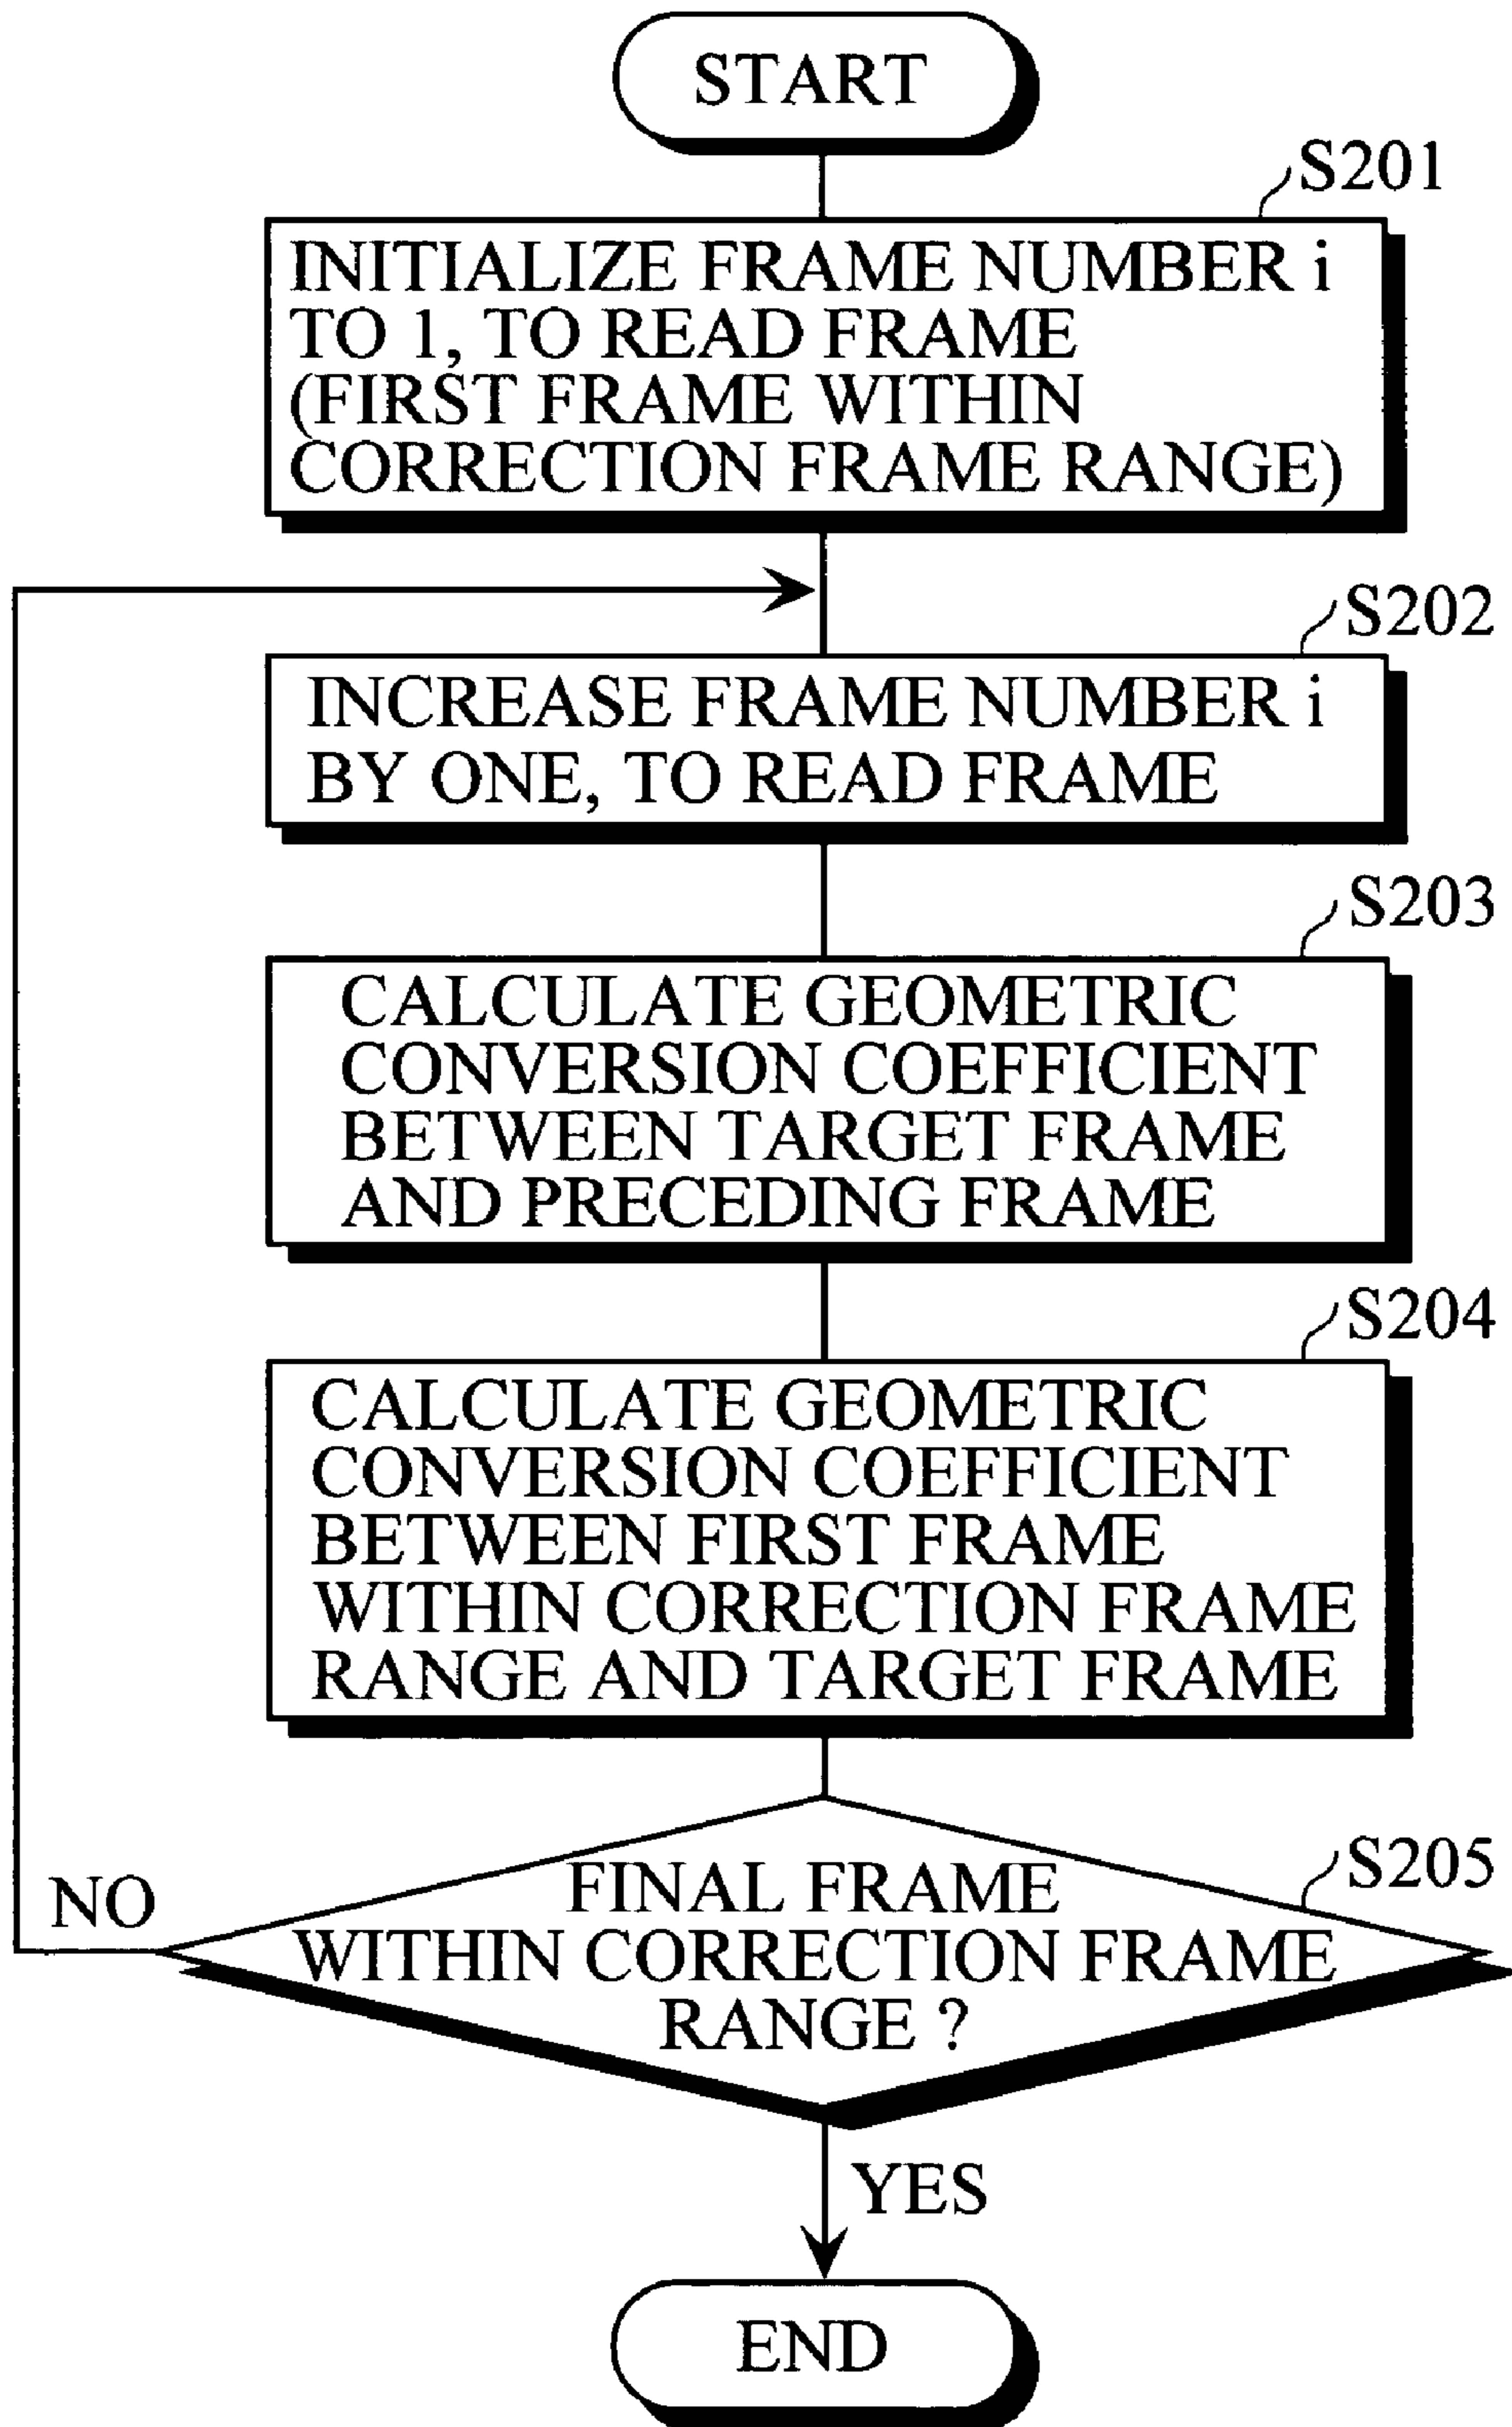 START
S201
INITIALIZE FRAME NUMBER i
TO 1, TO READ FRAME
(FIRST FRAME WITHIN
CORRECTION FRAME RANGE)
S202
INCREASE FRAME NUMBER i
BY ONE, TO READ FRAME
S203
CALCULATE GEOMETRIC
CONVERSION COEFFICIENT
BETWEEN TARGET FRAME
AND PRECEDING FRAME
S204
CALCULATE GEOMETRIC
CONVERSION COEFFICIENT
BETWEEN FIRST FRAME
WITHIN CORRECTION FRAME
RANGE AND TARGET FRAME
S205
NO
FINAL FRAME
WITHIN CORRECTION FRAME
RANGE ?
YES
END